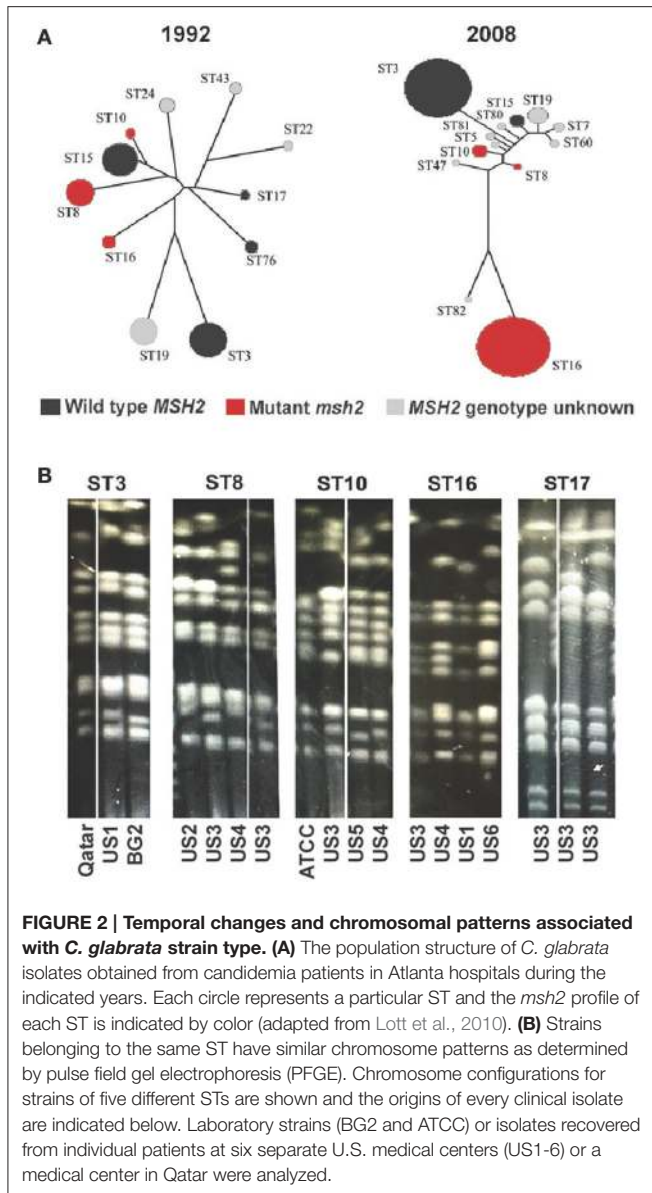 A
1992
2008
ST43
ST24
ST10
ST22
ST15
ST17
ST8
ST16
ST76
ST19
ST3
ST3
ST15
ST19
ST80
ST81
ST7
ST5
ST60
ST10
ST47
ST8
ST82
ST16
Wild type MSH2
Mutant msh2
MSH2 genotype unknown
B
ST3
ST8
ST10
ST16
ST17
Qatar
US1
BG2
US2
US3
US4
US3
ATCC
US3
US5
US4
US3
US4
US1
US6
US3
US3
US3
FIGURE 2 | Temporal changes and chromosomal patterns associated
with C. glabrata strain type. (A) The population structure of C. glabrata
isolates obtained from candidemia patients in Atlanta hospitals during the
indicated years. Each circle represents a particular ST and the msh2 profile of
each ST is indicated by color (adapted from Lott et al., 2010). (B) Strains
belonging to the same ST have similar chromosome patterns as determined
by pulse field gel electrophoresis (PFGE). Chromosome configurations for
strains of five different STs are shown and the origins of every clinical isolate
are indicated below. Laboratory strains (BG2 and ATCC) or isolates recovered
from individual patients at six separate U.S. medical centers (US1-6) or a
medical center in Qatar were analyzed.